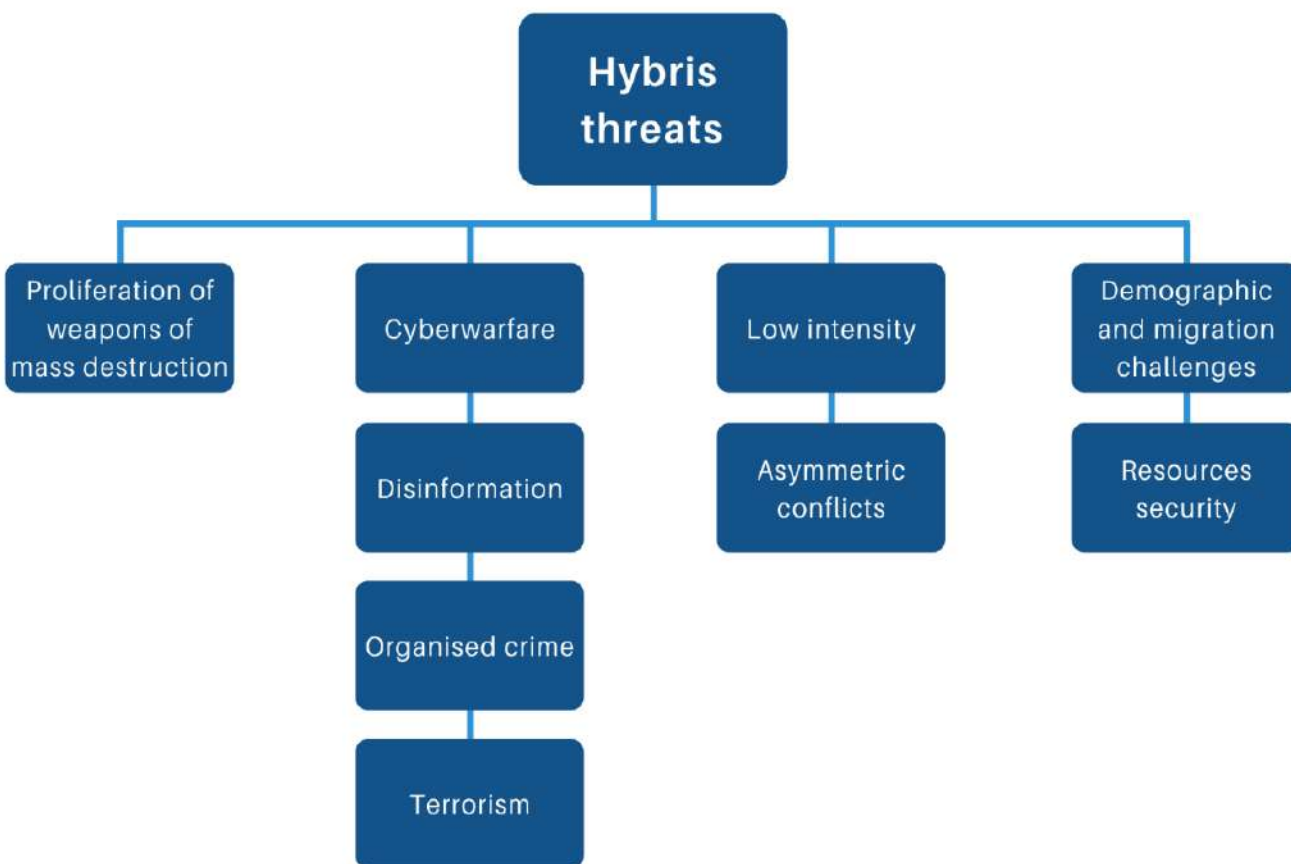 Hybris
threats
Proliferation of
weapons of
mass destruction
Cyberwarfare
Low intensity
Demographic
and migration
challenges
Disinformation
Asymmetric
conflicts
Resources
security
Organised crime
Terrorism